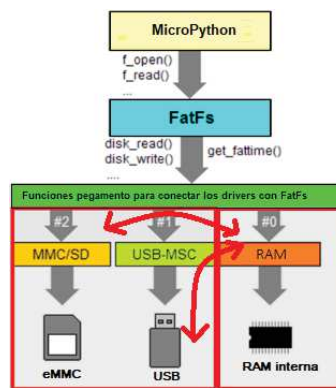 MicroPython
f_open()
f_read()
...
FatFs
disk_read()
disk_write()
....
get_fattime()
Funciones pegamento para conectar los drivers con FatFs
#2
#1
#0
MMC/SD
USB-MSC
RAM
eMMC
USB
RAM interna